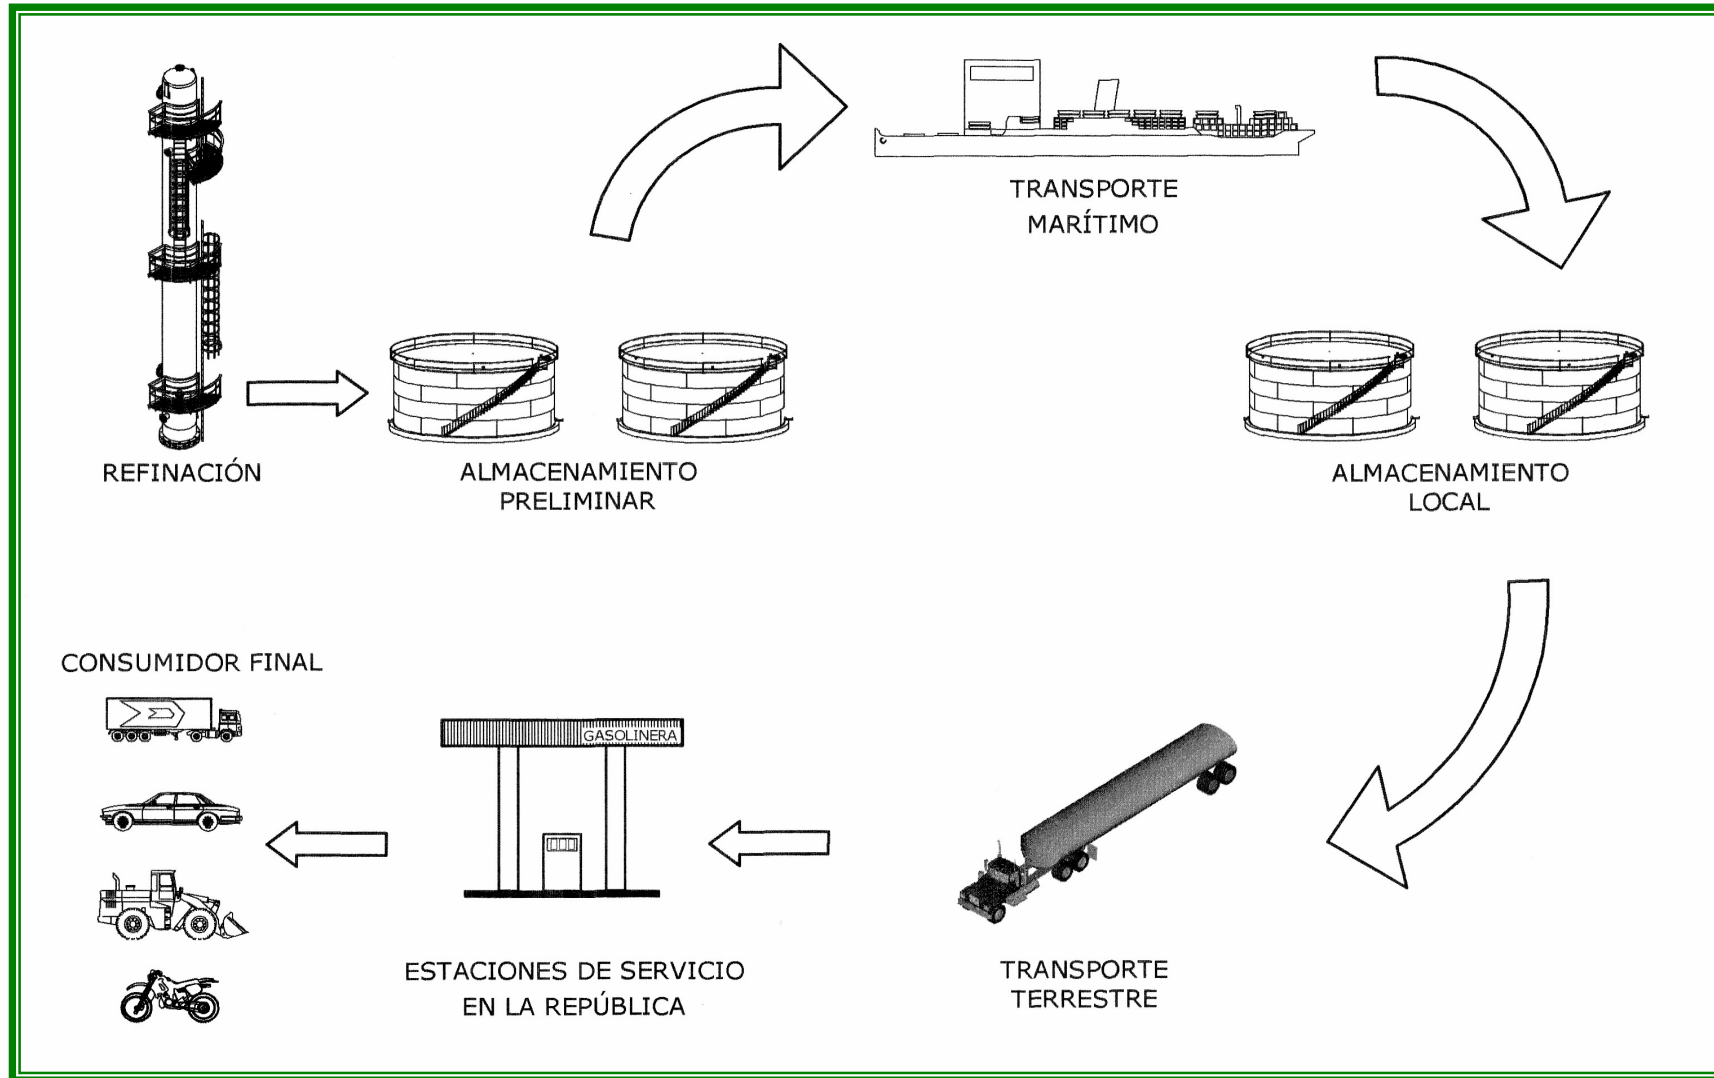 TRANSPORTE
MARÍTIMO
REFINACIÓN
ALMACENAMIENTO
PRELIMINAR
ALMACENAMIENTO
LOCAL
CONSUMIDOR FINAL
GASOLINERA
ESTACIONES DE SERVICIO
EN LA REPÚBLICA
TRANSPORTE
TERRESTRE